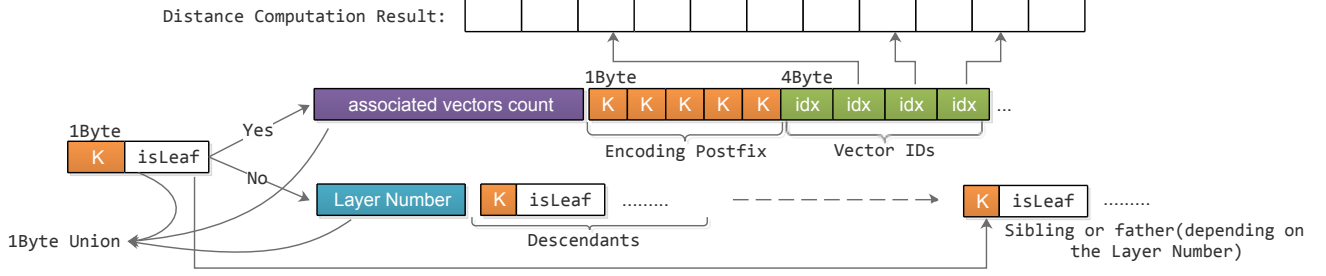 Distance Computation Result:
1Byte 4Byte
associated vectors count K K K K K idx idx idx idx ...
1Byte Yes
Encoding Postfix Vector IDs
K isLeaf
No
Layer Number K isLeaf ......... K isLeaf .........
1Byte Union Descendants Sibling or father(depending on
the Layer Number)